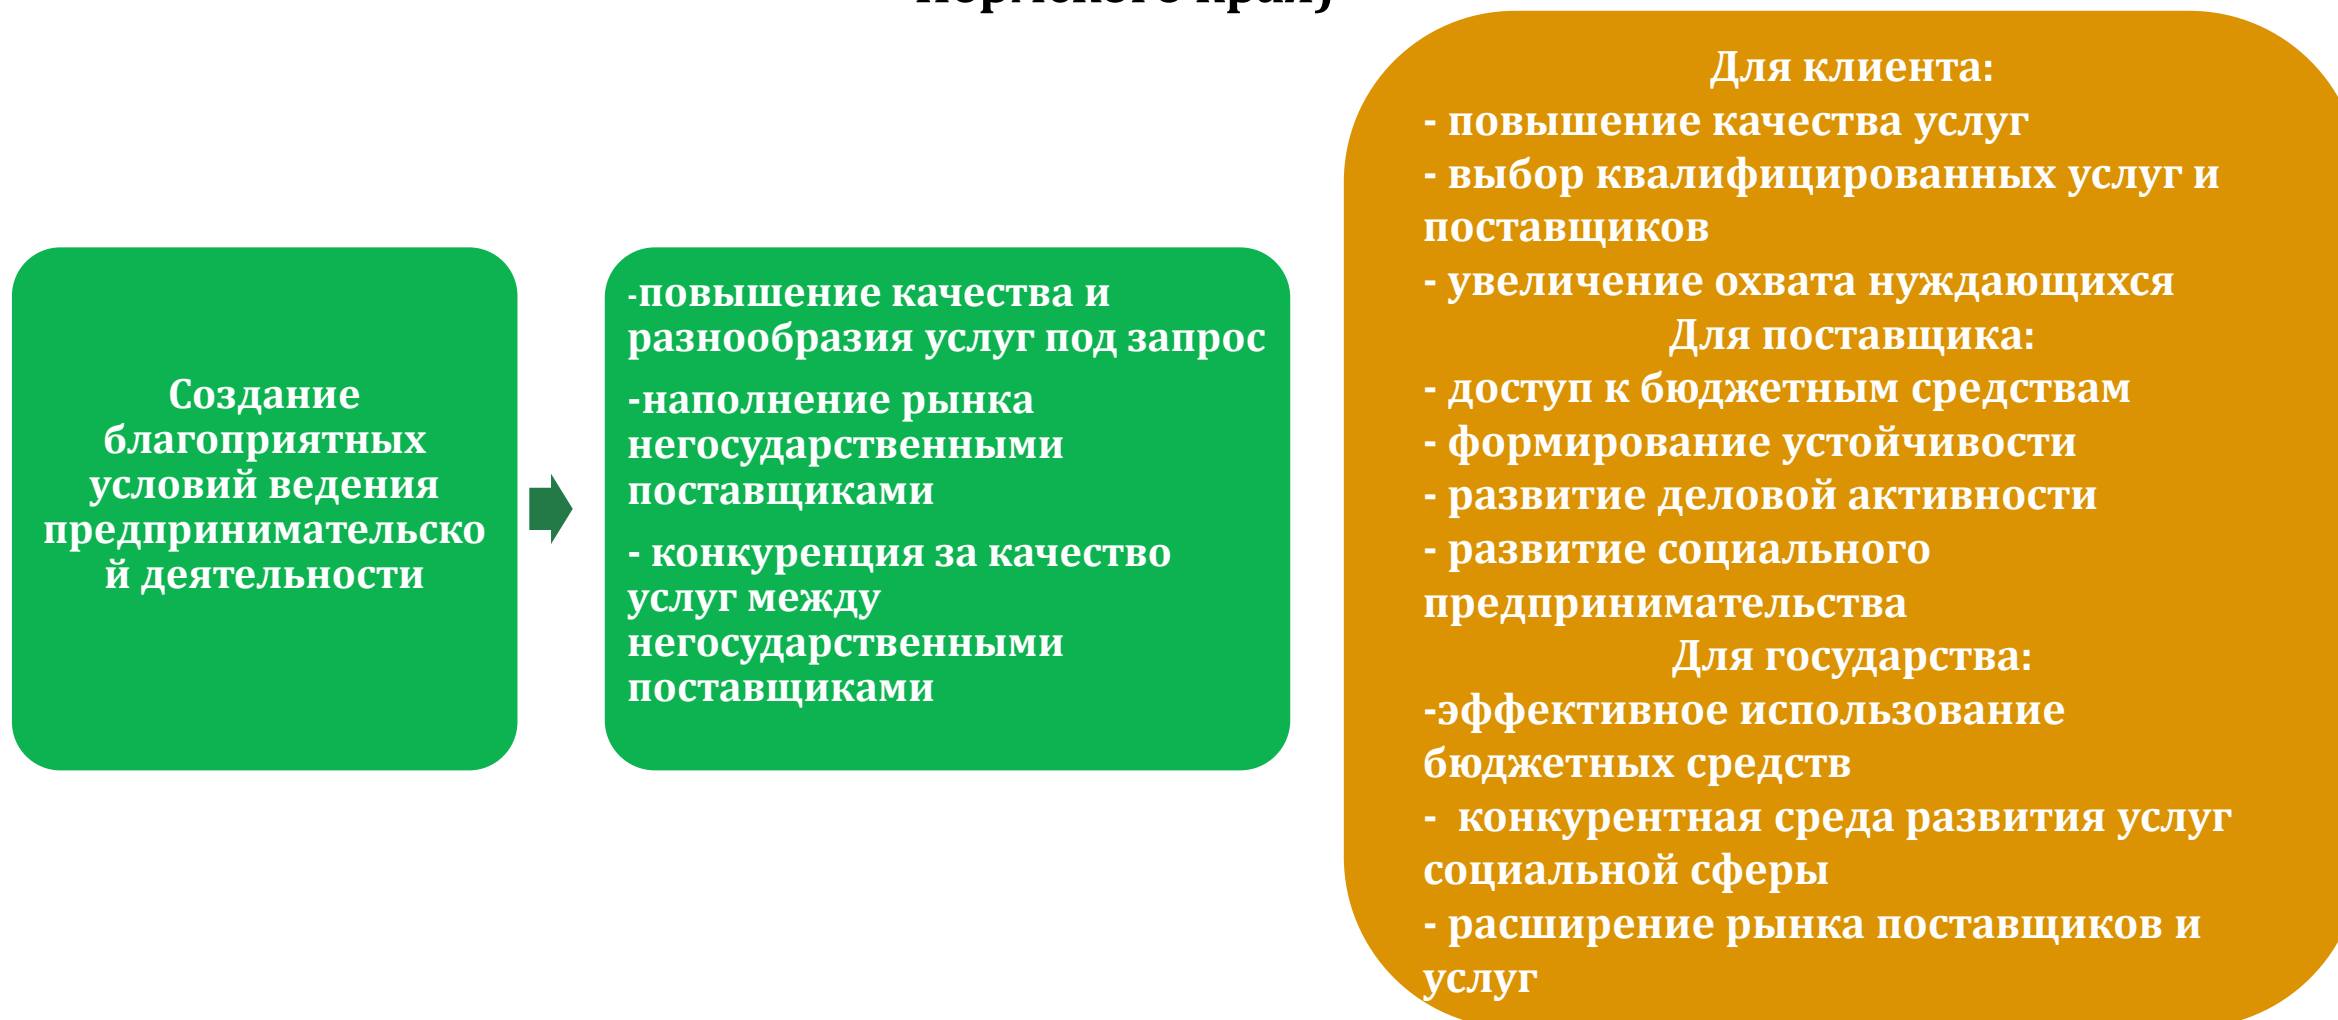 Создание
благоприятных
условий ведения
предпринимательско
й деятельности
-повышение качества и
разнообразия услуг под запрос
-наполнение рынка
негосударственными
поставщиками
- конкуренция за качество
услуг между
негосударственными
поставщиками
Для клиента:
- повышение качества услуг
- выбор квалифицированных услуг и
поставщиков
- увеличение охвата нуждающихся
Для поставщика:
- доступ к бюджетным средствам
- формирование устойчивости
- развитие деловой активности
- развитие социального
предпринимательства
Для государства:
-эффективное использование
бюджетных средств
-  конкурентная среда развития услуг
социальной сферы
- расширение рынка поставщиков и
услуг